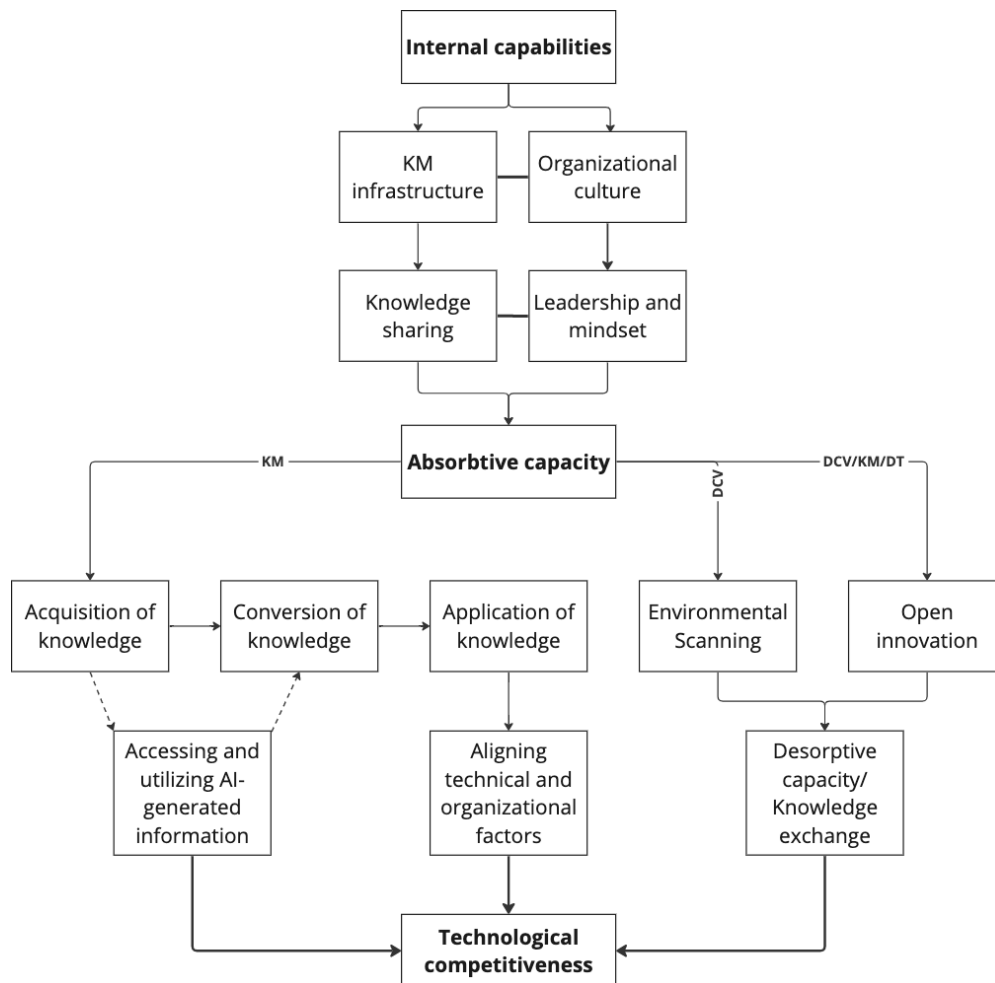 Internal capabilities
KM
infrastructure
Organizational
culture
Knowledge
sharing
Leadership and
mindset
Absorbtive capacity
KM
DCV
DCV/KM/DT
Acquisition of
knowledge
Conversion of
knowledge
Application of
knowledge
Environmental
Scanning
Open
innovation
Accessing and
utilizing AI-
generated
information
Aligning
technical and
organizational
factors
Desorptive
capacity/
Knowledge
exchange
Technological
competitiveness